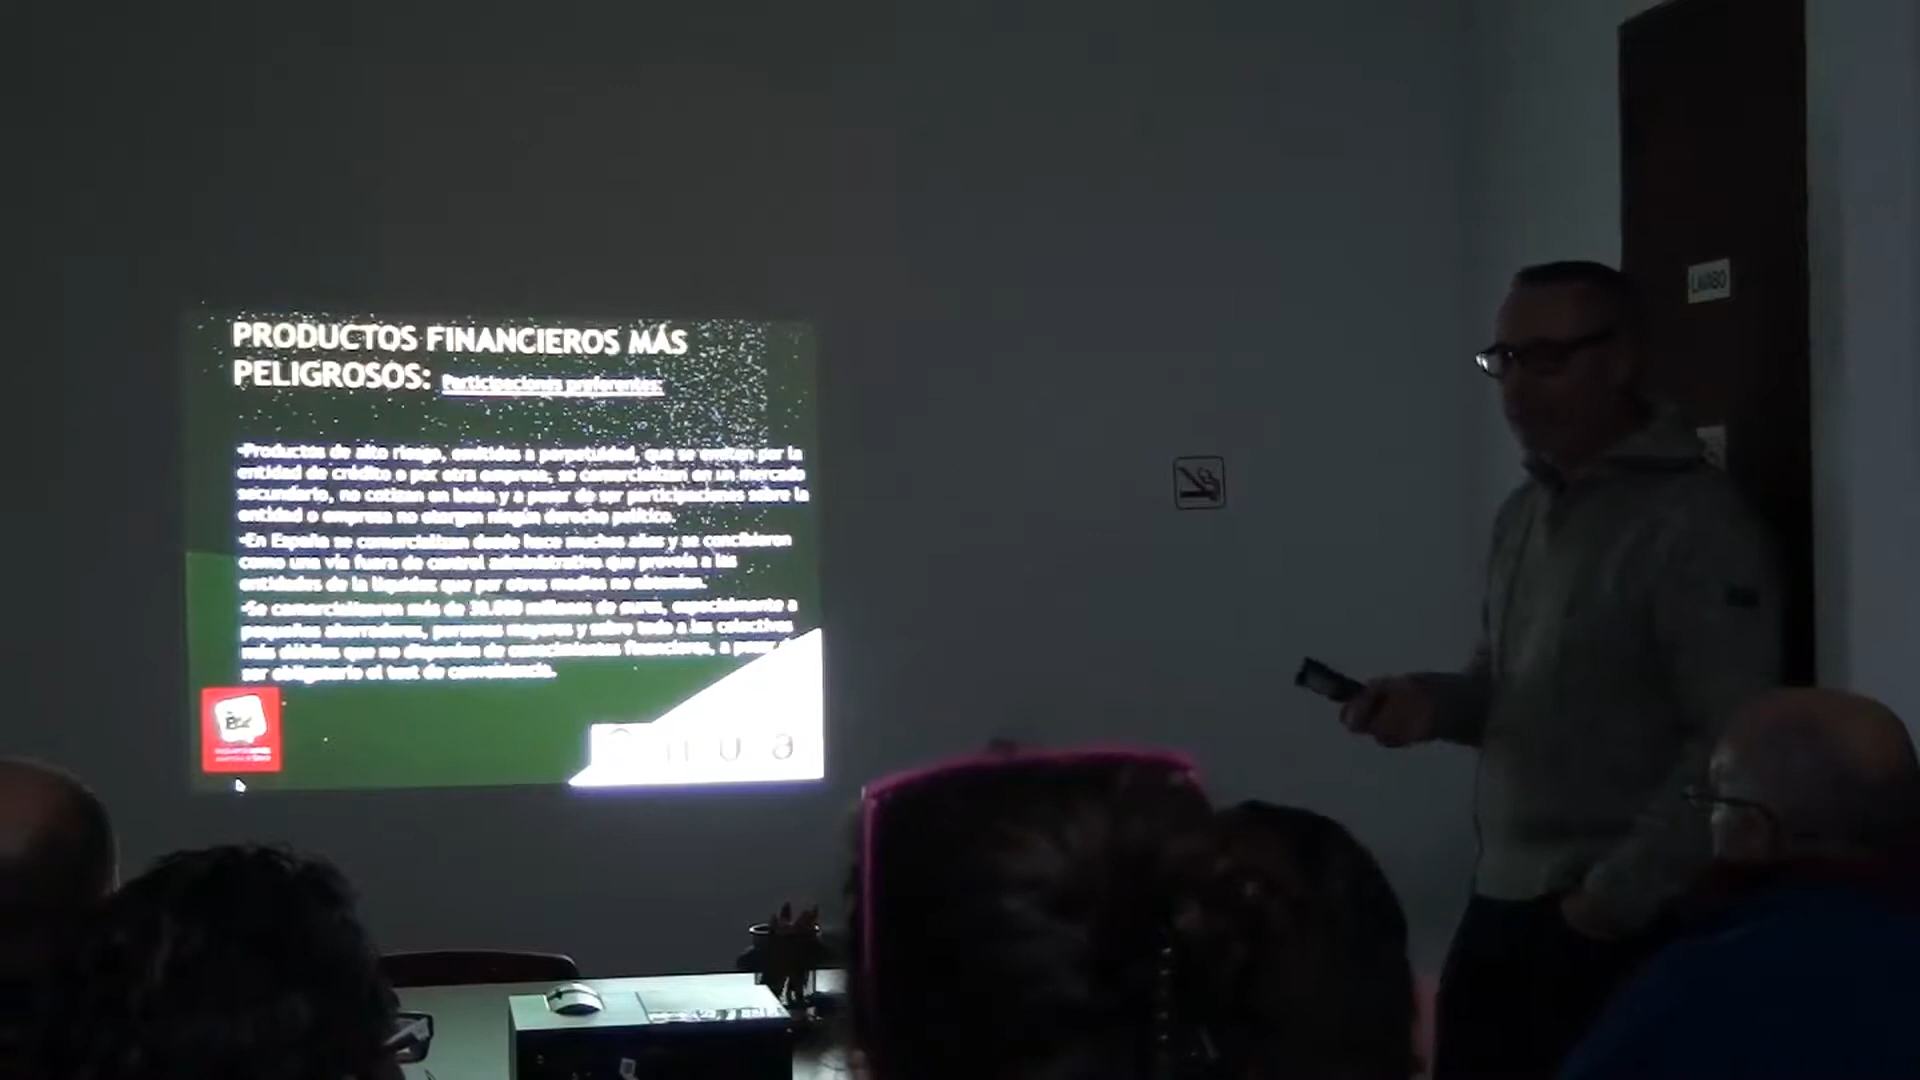 PRODUCTOS FINANCIEROS MÁS
PELIGROSOS: Participaciones preferentes:
•Productos de alto riesgo, emitidos a perpetuidad, que se emiten por la
entidad de crédito o por otra empresa, se comercializan en un mercado
secundario, no cotizan en bolsa y a pesar de ser participaciones sobre la
entidad o empresa no otorgan ningún derecho político.
•En España se comercializan desde hace muchos años y se concibieron
como una vía fuera de control administrativo que proveía a las
entidades de la liquidez que por otros medios no obtenían.
•Se comercializaron más de 30.000 millones de euros, especialmente a
pequeños ahorradores, personas mayores y sobre todo a los colectivos
más débiles que no disponen de conocimientos financieros, a pesar
ser obligatorio el test de conveniencia.
nua
LAVABO